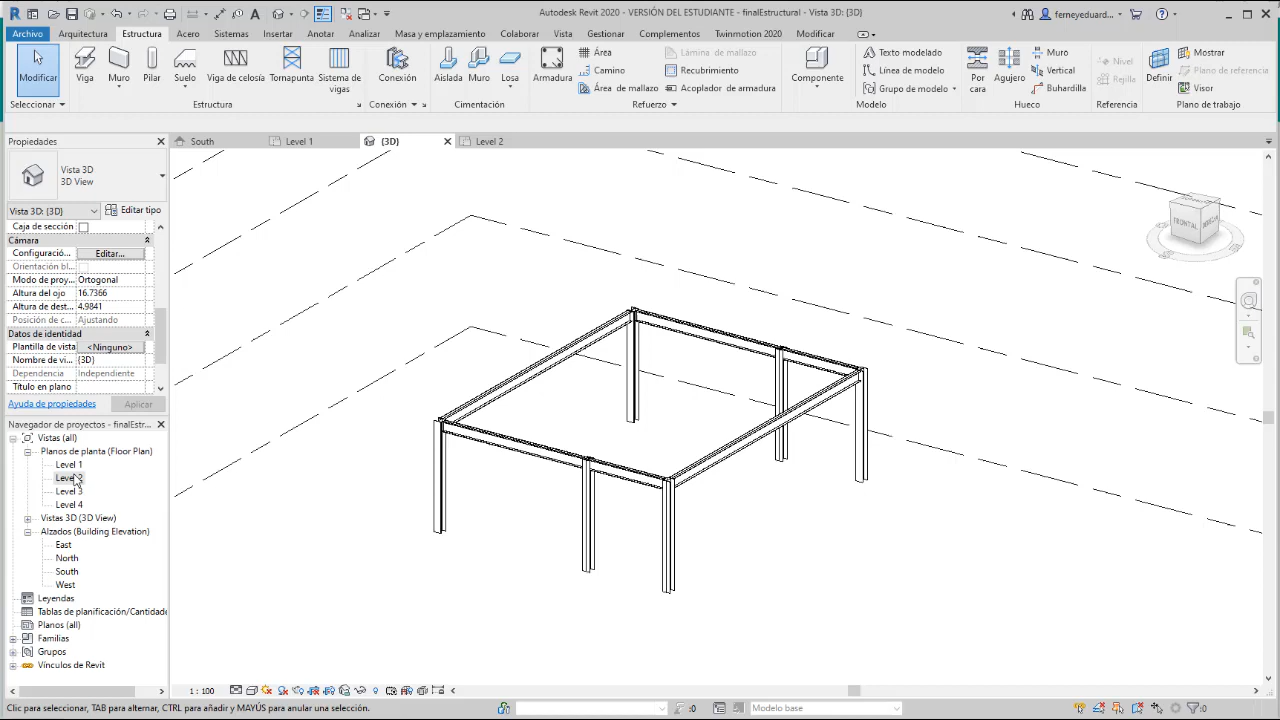 Autodesk Revit 2020 - VERSIÓN DEL ESTUDIANTE - finalEstructural - Vista 3D: {3D}
ferneyeduard...
Archivo Arquitectura Estructura Acero Sistemas Insertar Anotar Analizar Masa y emplazamiento Colaborar Vista Gestionar Complementos Twinmotion 2020 Modificar
Modificar
Viga
Muro
Pilar
Suelo
Viga de celosía
Tornapunta
Sistema de
vigas
Conexión
Aislada
Muro
Losa
Armadura
Área
Camino
Área de mallazo
Lámina de mallazo
Recubrimiento
Acoplador de armadura
Componente
Texto modelado
Línea de modelo
Grupo de modelo
Por
cara
Agujero
Muro
Vertical
Buhardilla
Nivel
Rejilla
Definir
Mostrar
Plano de referencia
Visor
Seleccionar
Estructura
Conexión
Cimentación
Refuerzo
Modelo
Hueco
Referencia
Plano de trabajo
Propiedades
South
Level 1
{3D}
Level 2
Vista 3D
3D View
Vista 3D: {3D}
Editar tipo
Caja de sección
Cámara
Configuració... Editar...
Orientación bl...
Modo de proy... Ortogonal
Altura del ojo 16.7366
Altura de dest... 4.9841
Posición de c... Ajustando
Datos de identidad
Plantilla de vista <Ninguno>
Nombre de vi... {3D}
Dependencia Independiente
Título en plano
Ayuda de propiedades Aplicar
Navegador de proyectos - finalEstr...
Vistas (all)
Planos de planta (Floor Plan)
Level 1
Level 2
Level 3
Level 4
Vistas 3D (3D View)
Alzados (Building Elevation)
East
North
South
West
Leyendas
Tablas de planificación/Cantidade
Planos (all)
Familias
Grupos
Vínculos de Revit
FRONTAL
1 : 100
Clic para seleccionar, TAB para alternar, CTRL para añadir y MAYÚS para anular una selección.
:0
Modelo base
:0